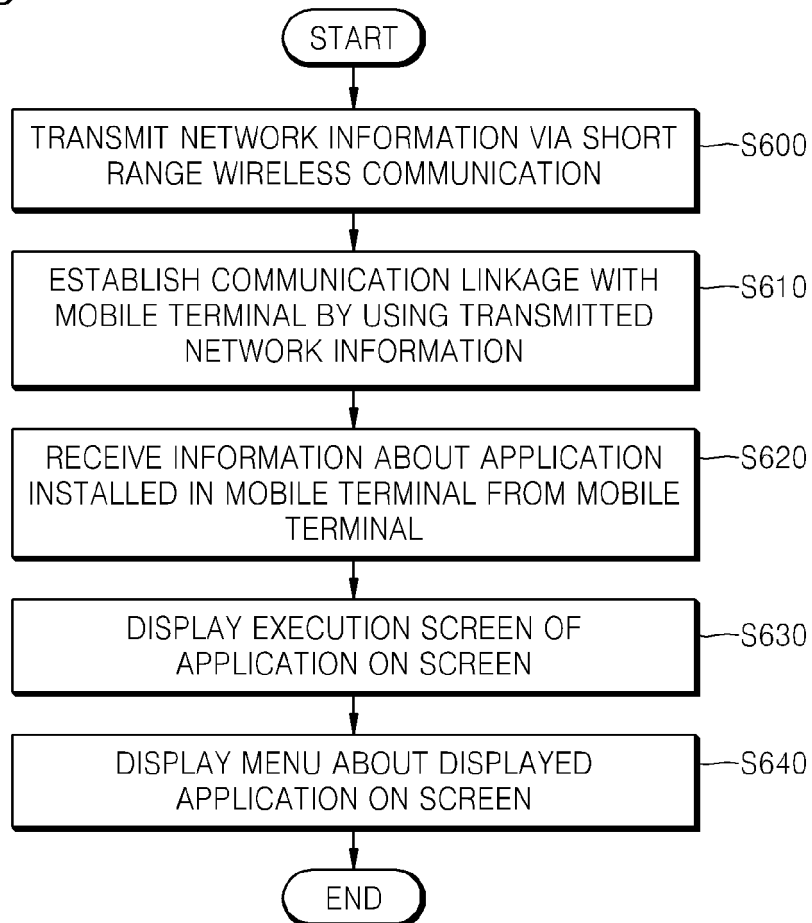 START
TRANSMIT NETWORK INFORMATION VIA SHORT
RANGE WIRELESS COMMUNICATION
S600
ESTABLISH COMMUNICATION LINKAGE WITH
MOBILE TERMINAL BY USING TRANSMITTED
NETWORK INFORMATION
S610
RECEIVE INFORMATION ABOUT APPLICATION
INSTALLED IN MOBILE TERMINAL FROM MOBILE
TERMINAL
S620
DISPLAY EXECUTION SCREEN OF
APPLICATION ON SCREEN
S630
DISPLAY MENU ABOUT DISPLAYED
APPLICATION ON SCREEN
S640
END